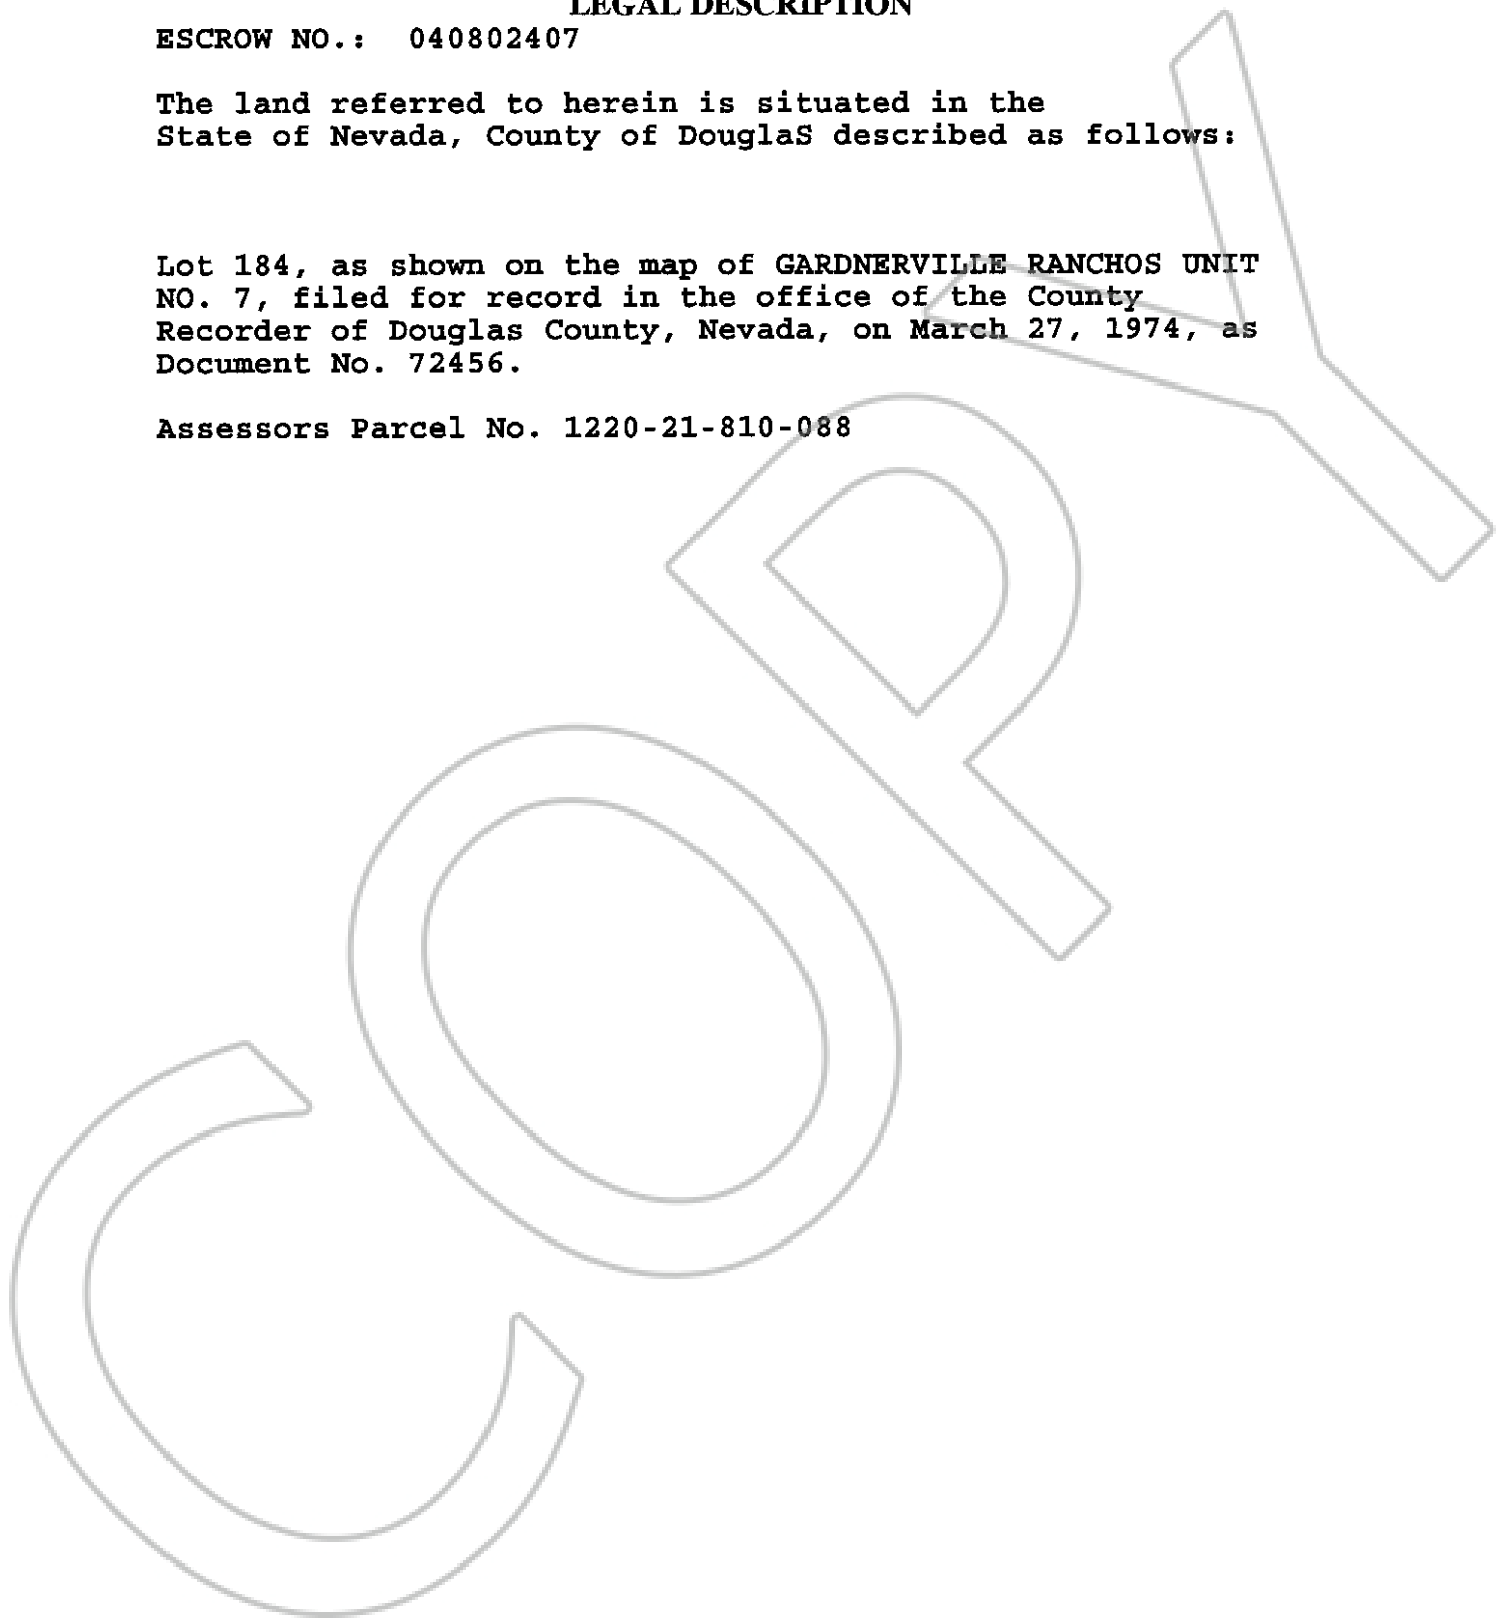 LEGAL DESCRIPTION
ESCROW NO.: 040802407
The land referred to herein is situated in the
State of Nevada, County of DouglaS described as follows:
Lot 184, as shown on the map of GARDNERVILLE RANCHOS UNIT
NO. 7, filed for record in the office of the County
Recorder of Douglas County, Nevada, on March 27, 1974, as
Document No. 72456.
Assessors Parcel No. 1220-21-810-088
COPY